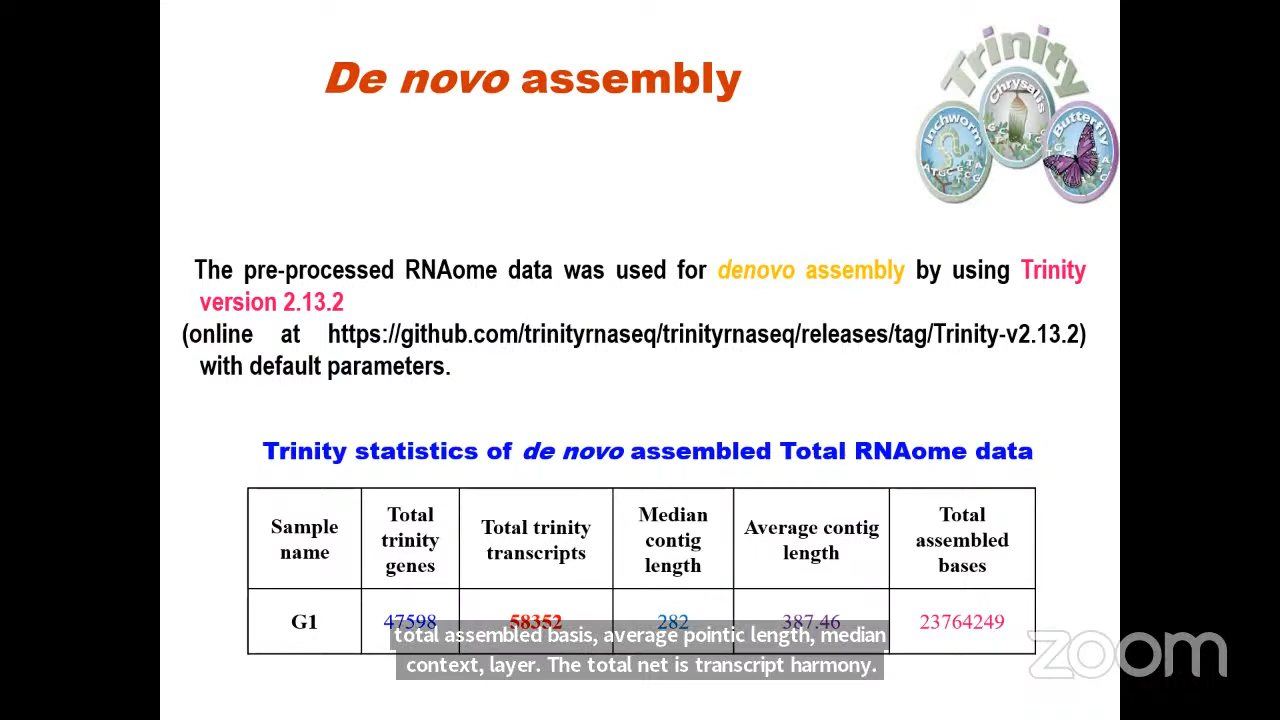 De novo assembly
Trinity
Inchworm
Chrysalis
Butterfly
The pre-processed RNAome data was used for denovo assembly by using Trinity
version 2.13.2
(online at https://github.com/trinityrnaseq/trinityrnaseq/releases/tag/Trinity-v2.13.2)
with default parameters.
Trinity statistics of de novo assembled Total RNAome data
Sample name
Total trinity genes
Total trinity transcripts
Median contig length
Average contig length
Total assembled bases
G1
47598
58352
282
387.46
23764249
total assembled basis, average pointic length, median
context, layer. The total net is transcript harmony.
zoom